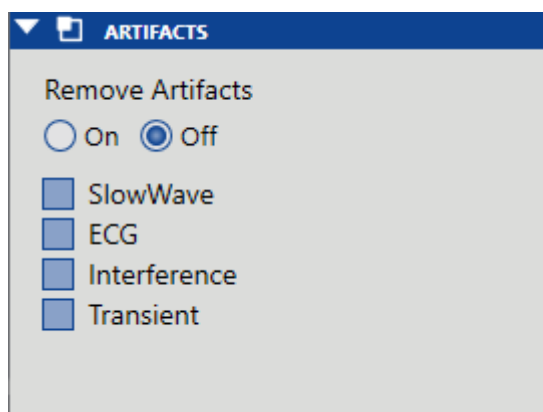 ARTIFACTS
Remove Artifacts
On Off
SlowWave
ECG
Interference
Transient